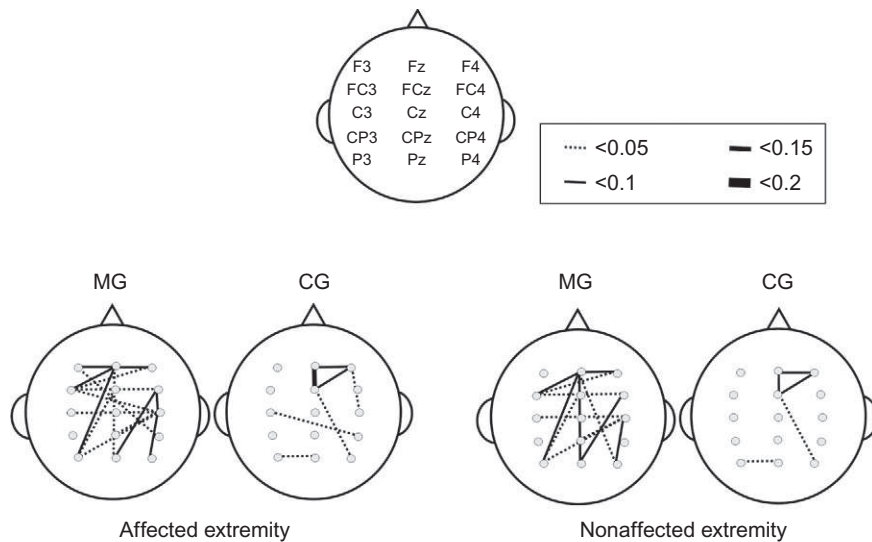 F3 Fz F4
FC3 FCz FC4
C3 Cz C4
CP3 CPz CP4
P3 Pz P4
<0.05 <0.15
<0.1 <0.2
MG CG MG CG
Affected extremity Nonaffected extremity